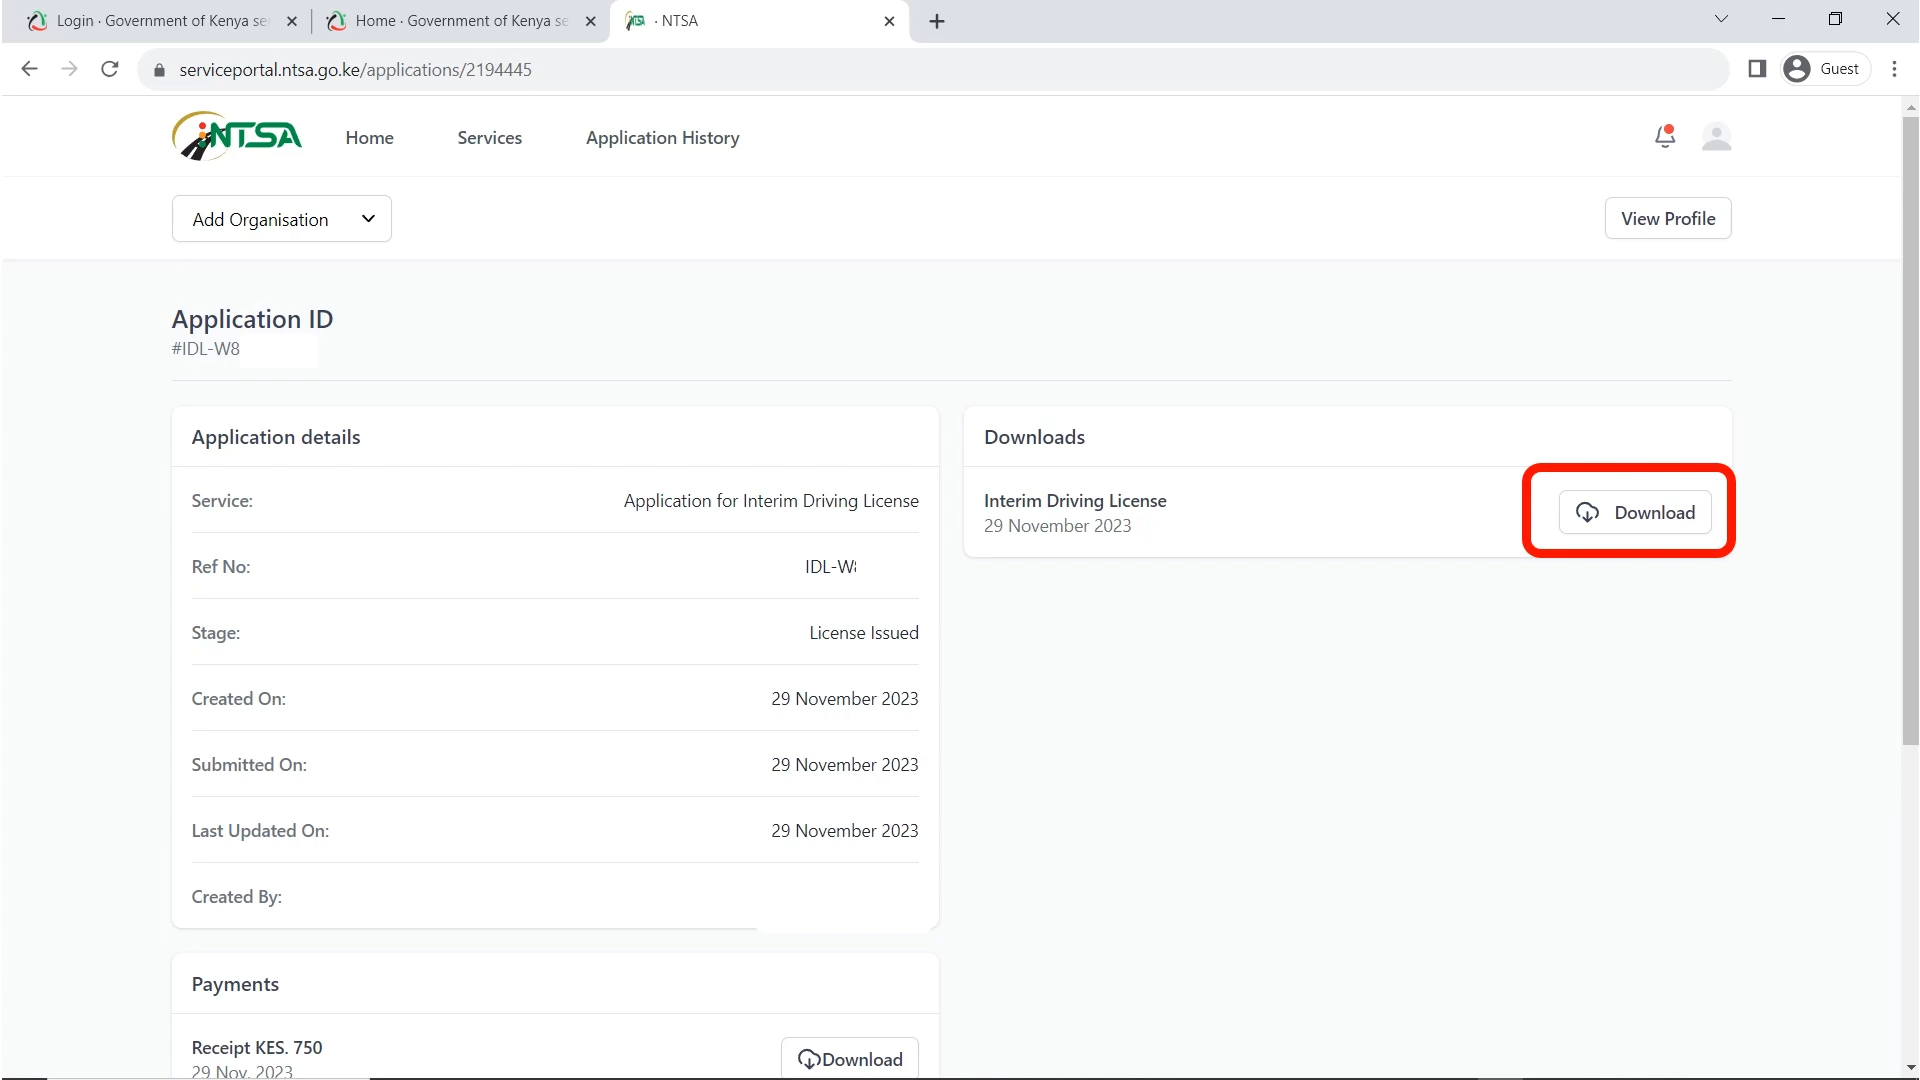 Login · Government of Kenya se
Home · Government of Kenya se
· NTSA
serviceportal.ntsa.go.ke/applications/2194445
Guest
NTSA
Home
Services
Application History
Add Organisation
View Profile
Application ID
#IDL-W8
Application details
Service:
Application for Interim Driving License
Ref No:
IDL-W
Stage:
License Issued
Created On:
29 November 2023
Submitted On:
29 November 2023
Last Updated On:
29 November 2023
Created By:
Downloads
Interim Driving License
29 November 2023
Download
Payments
Receipt KES. 750
29 Nov. 2023
Download